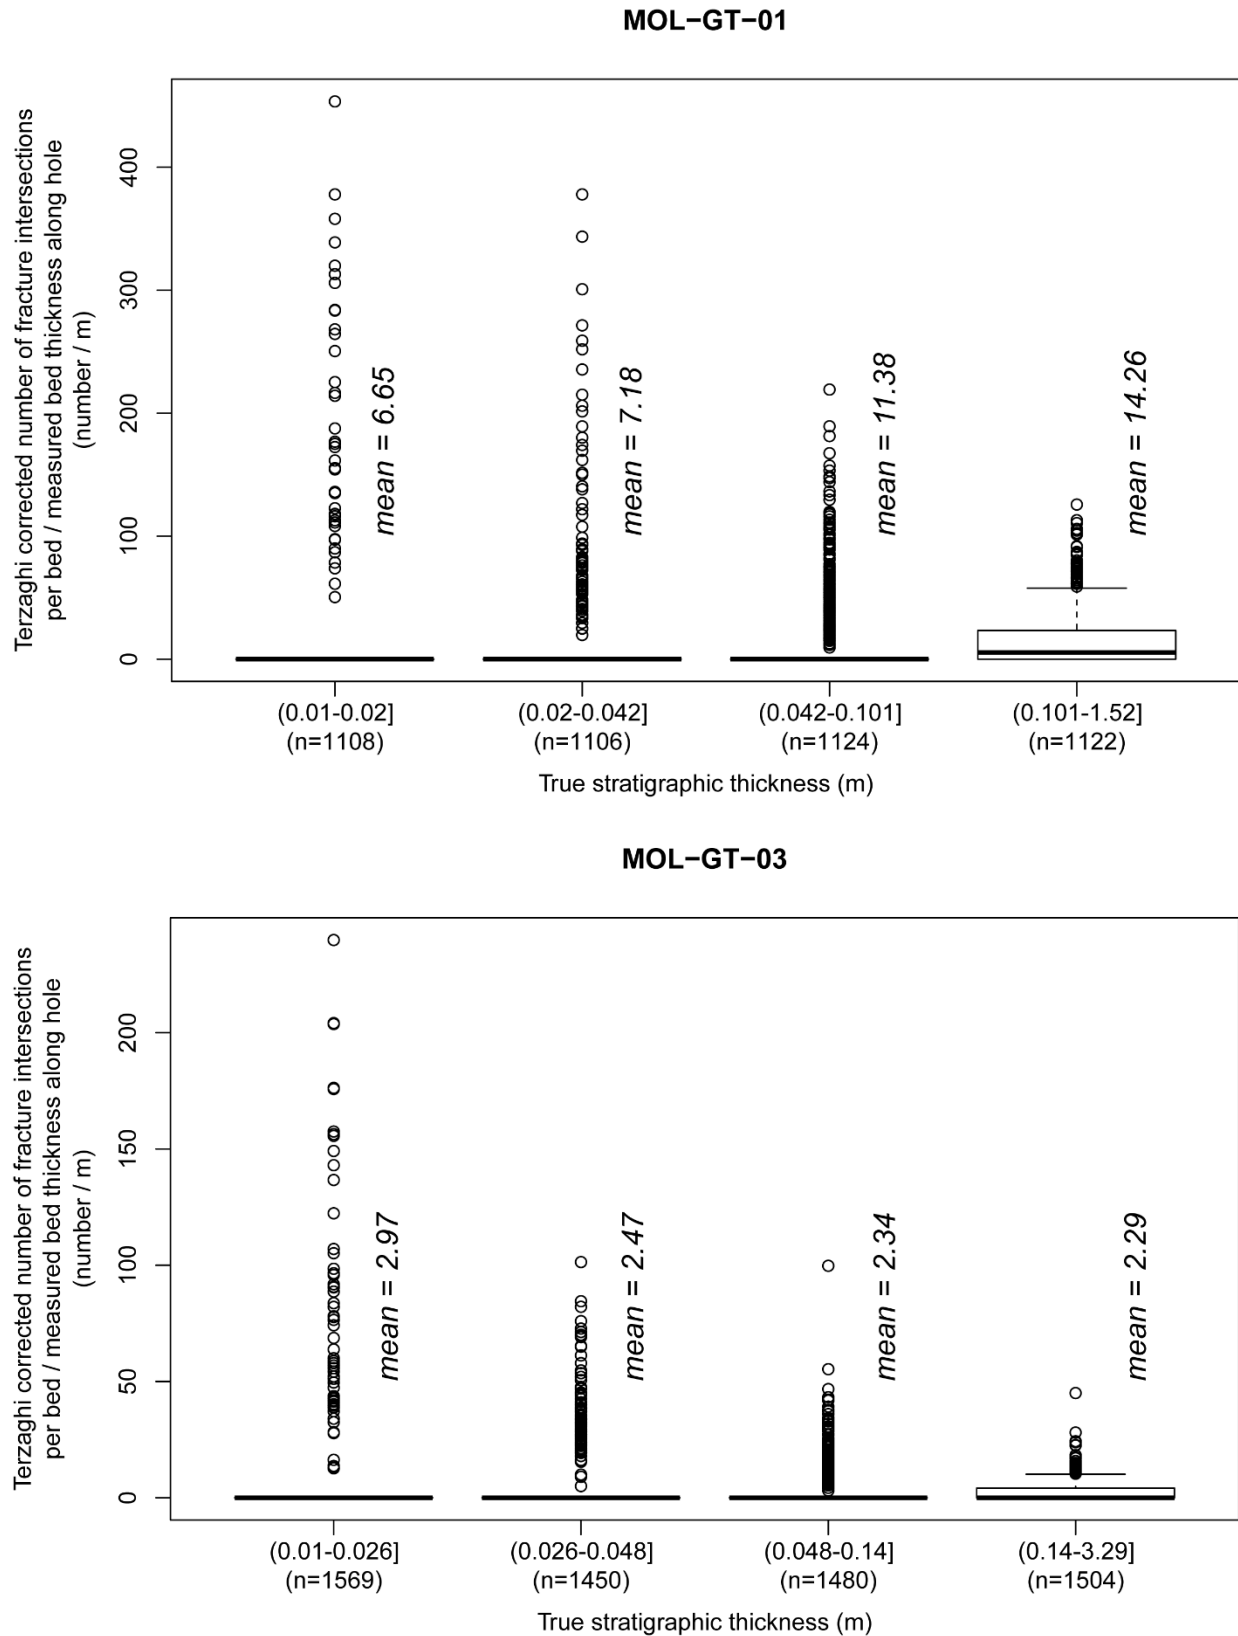 MOL−GT−01
Terzaghi corrected number of fracture intersections
per bed / measured bed thickness along hole
(number / m)
400
300
200
100
0
mean = 6.65
mean = 7.18
mean = 11.38
mean = 14.26
(0.01-0.02]
(n=1108)
(0.02-0.042]
(n=1106)
(0.042-0.101]
(n=1124)
(0.101-1.52]
(n=1122)
True stratigraphic thickness (m)
MOL−GT−03
Terzaghi corrected number of fracture intersections
per bed / measured bed thickness along hole
(number / m)
200
150
100
50
0
mean = 2.97
mean = 2.47
mean = 2.34
mean = 2.29
(0.01-0.026]
(n=1569)
(0.026-0.048]
(n=1450)
(0.048-0.14]
(n=1480)
(0.14-3.29]
(n=1504)
True stratigraphic thickness (m)